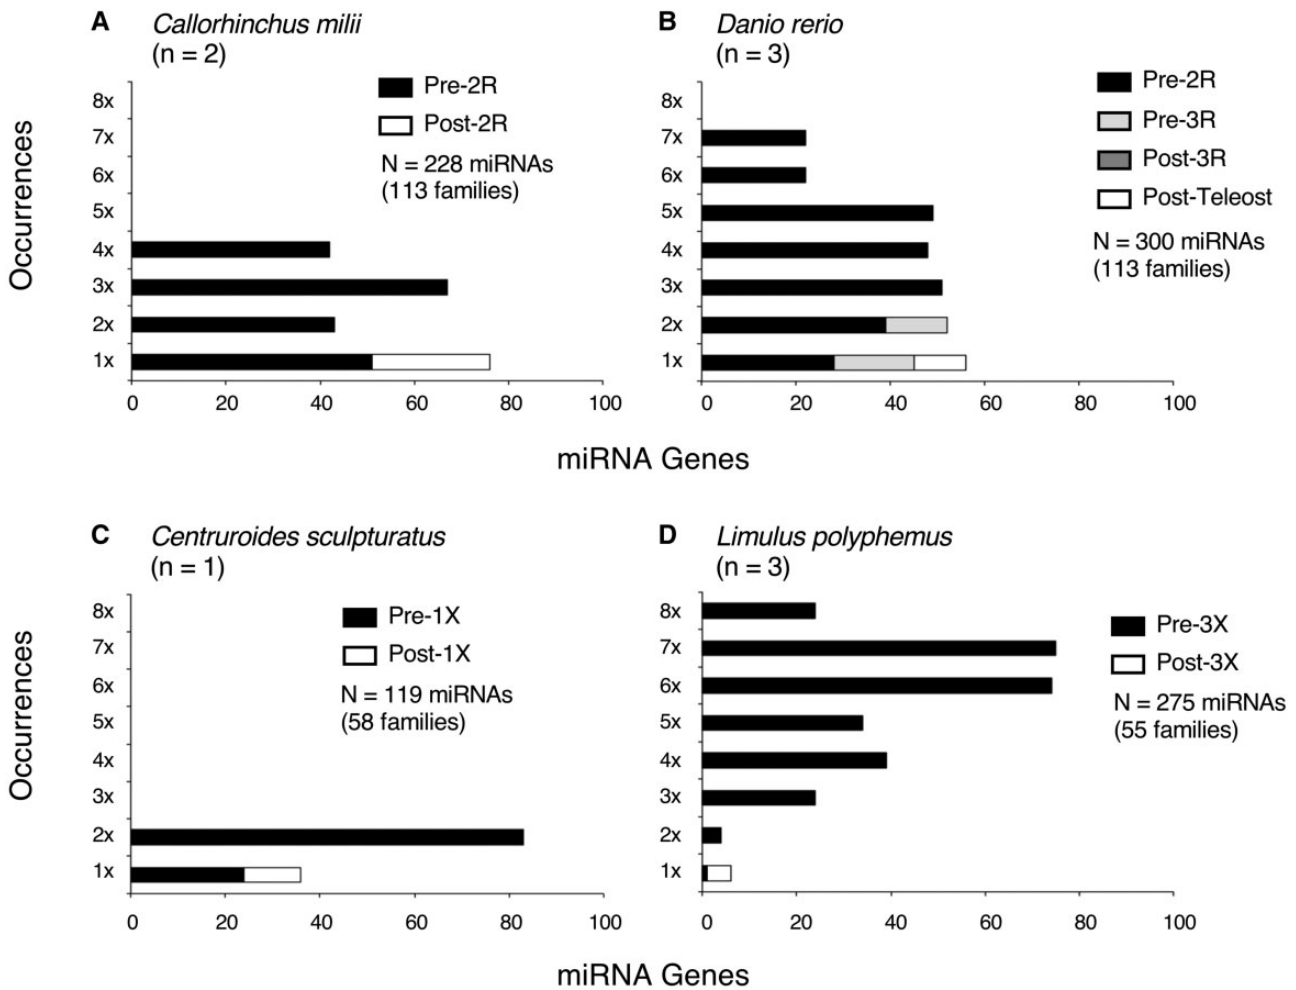 A Callorhinchus milii
(n = 2)
Pre-2R
Post-2R
N = 228 miRNAs
(113 families)
Occurrences
8x
7x
6x
5x
4x
3x
2x
1x
0 20 40 60 80 100
B Danio rerio
(n = 3)
Pre-2R
Pre-3R
Post-3R
Post-Teleost
N = 300 miRNAs
(113 families)
8x
7x
6x
5x
4x
3x
2x
1x
0 20 40 60 80 100
miRNA Genes
C Centruroides sculpturatus
(n = 1)
Pre-1X
Post-1X
N = 119 miRNAs
(58 families)
Occurrences
8x
7x
6x
5x
4x
3x
2x
1x
0 20 40 60 80 100
D Limulus polyphemus
(n = 3)
Pre-3X
Post-3X
N = 275 miRNAs
(55 families)
8x
7x
6x
5x
4x
3x
2x
1x
0 20 40 60 80 100
miRNA Genes